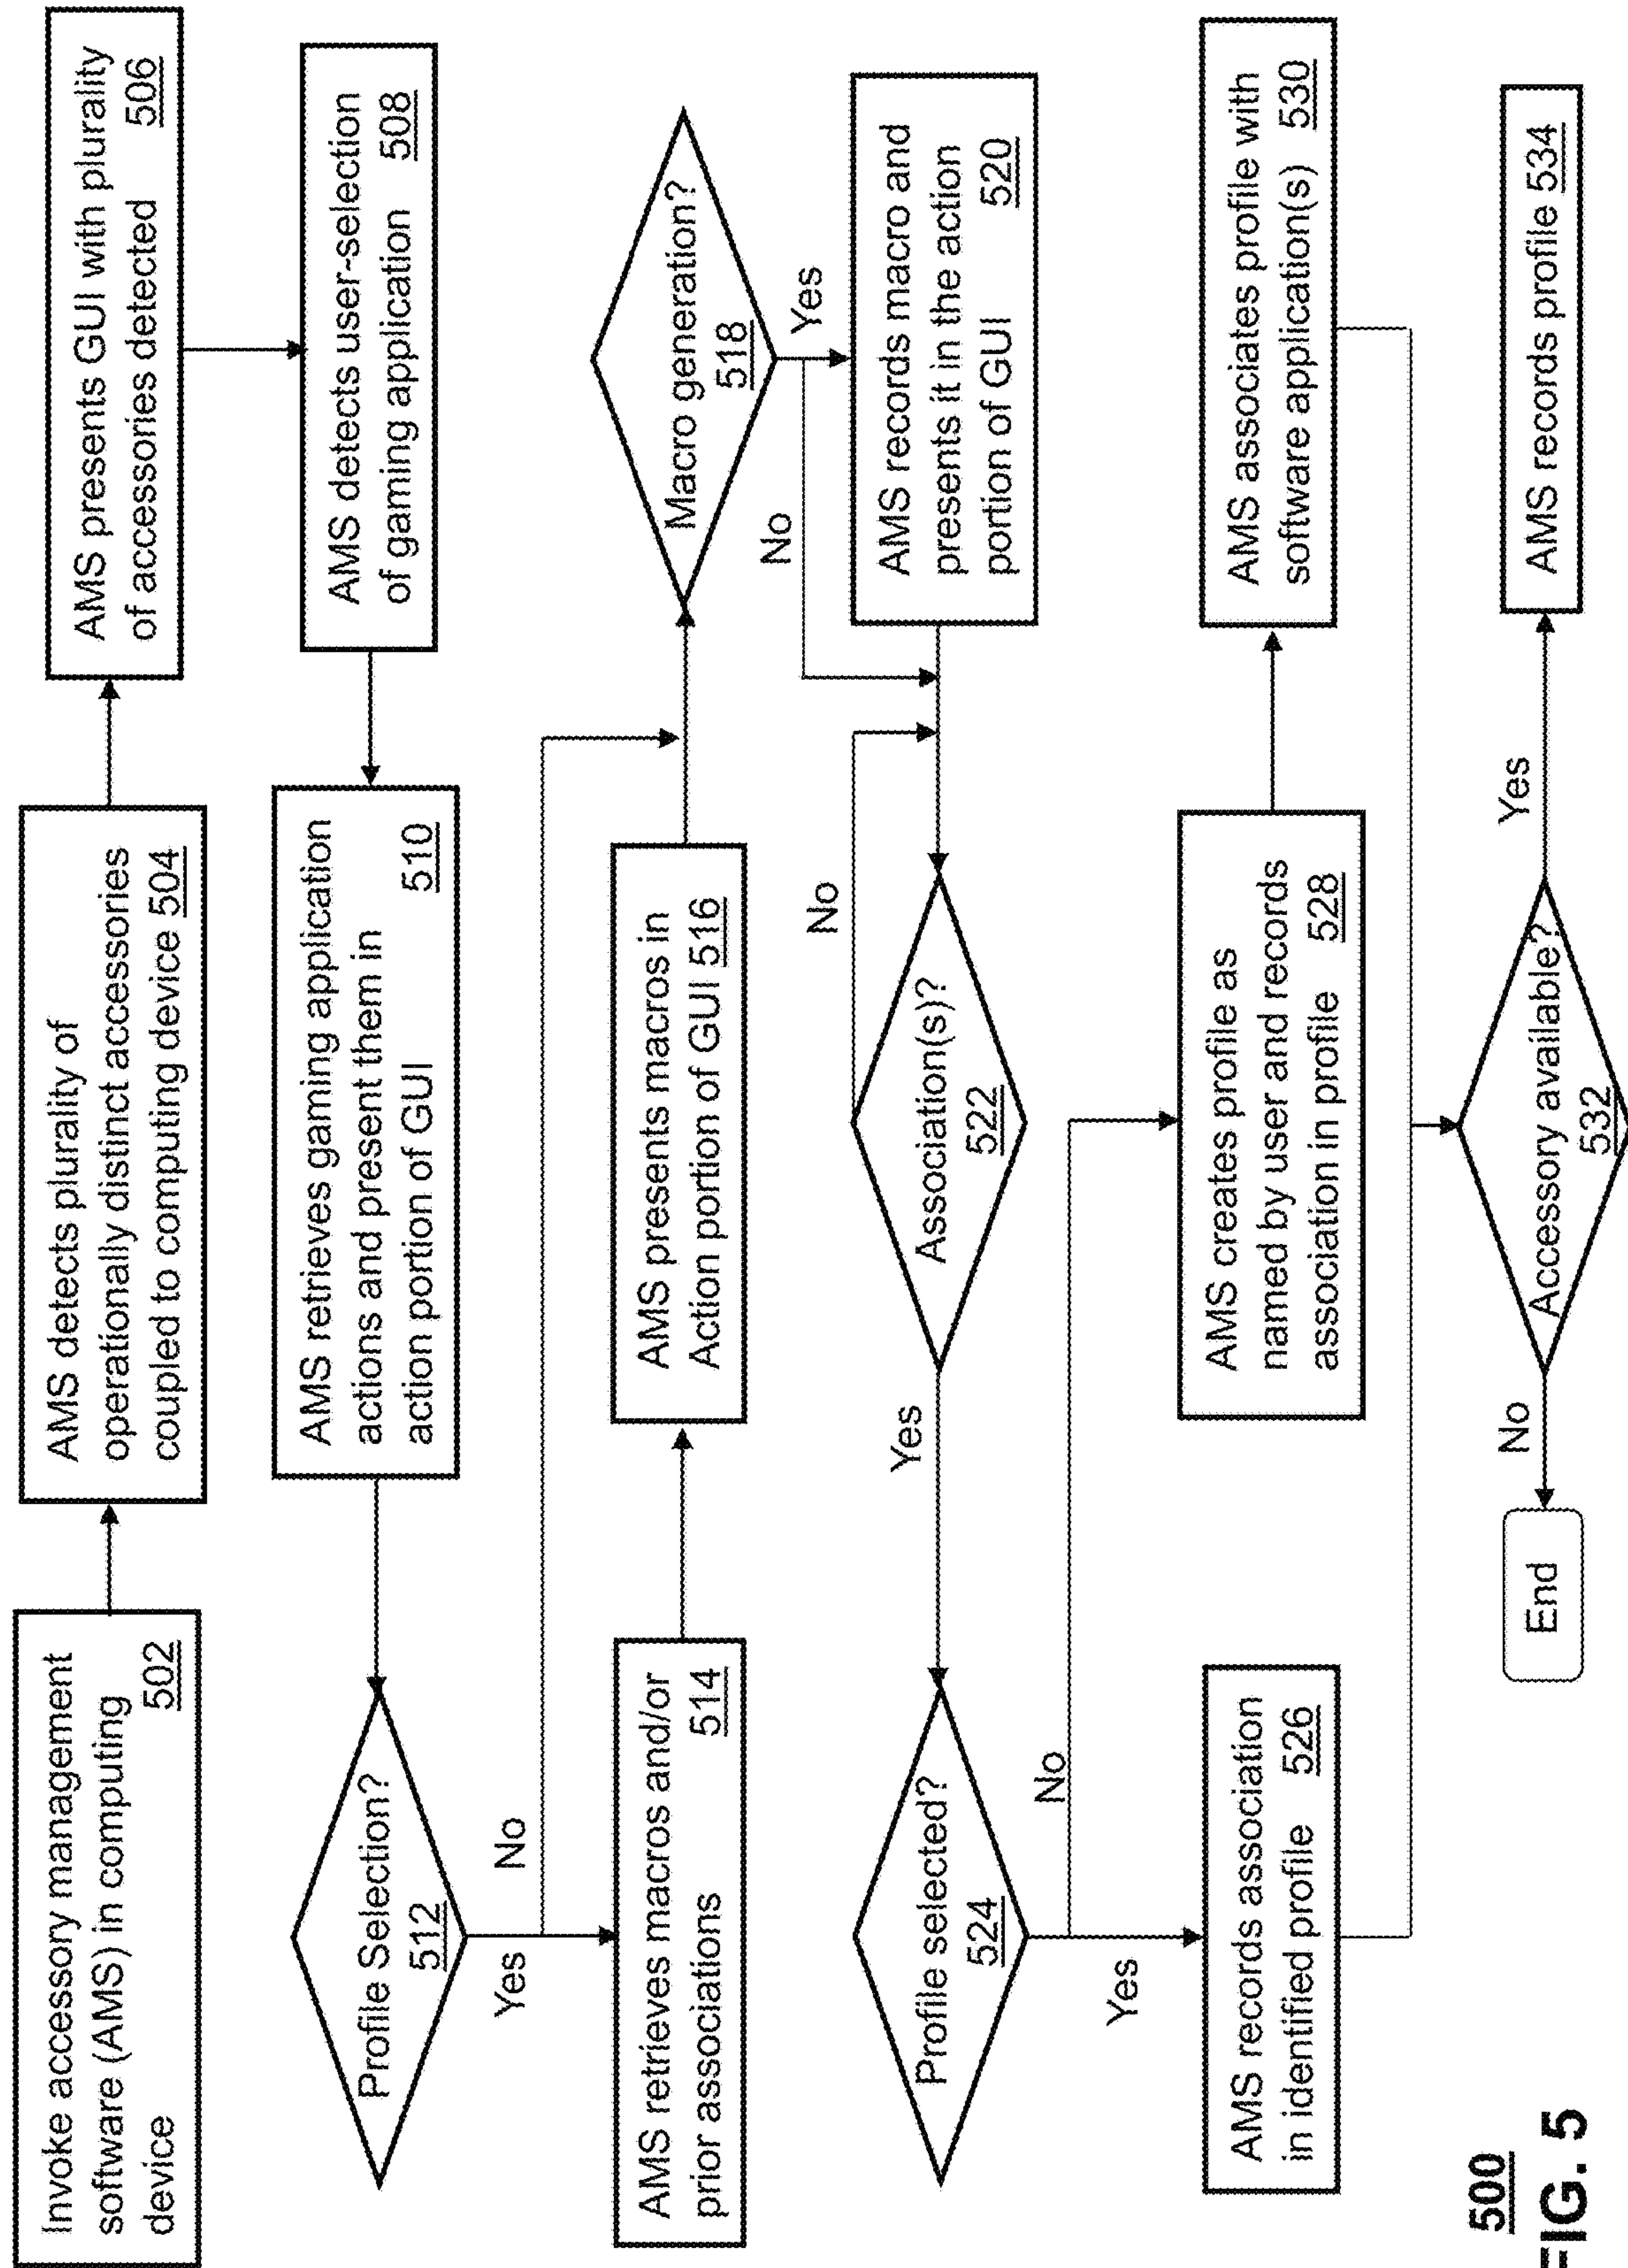 Invoke accessory management
software (AMS) in computing
device 502
AMS detects plurality of
operationally distinct accessories
coupled to computing device 504
AMS presents GUI with plurality
of accessories detected 506
AMS detects user-selection
of gaming application 508
AMS retrieves gaming application
actions and present them in
action portion of GUI 510
Profile Selection?
512
Yes
No
AMS retrieves macros and/or
prior associations 514
AMS presents macros in
Action portion of GUI 516
Macro generation?
518
No
Yes
AMS records macro and
presents it in the action
portion of GUI 520
Association(s)?
522
No
Yes
Profile selected?
524
Yes
No
AMS records association
in identified profile 526
AMS creates profile as
named by user and records
association in profile 528
AMS associates profile with
software application(s) 530
Accessory available?
532
No
Yes
End
AMS records profile 534
500
FIG. 5